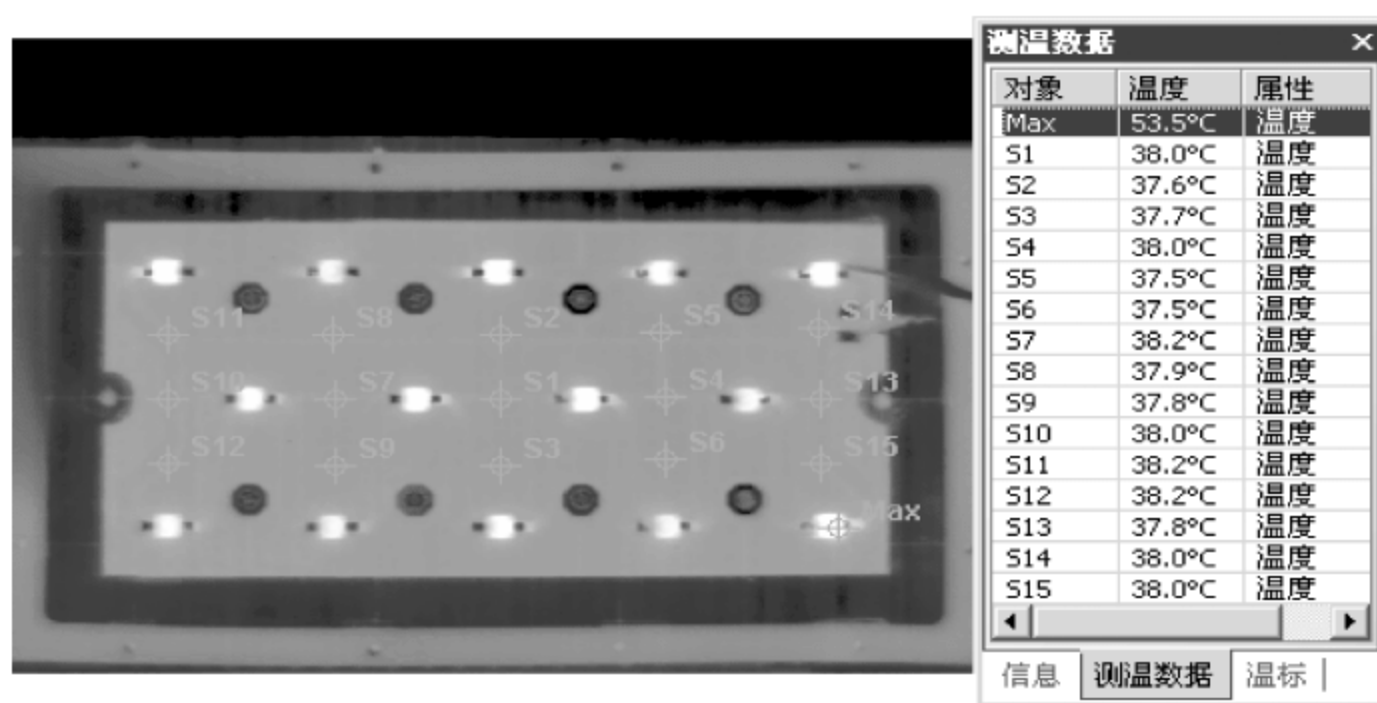 S11 S8 S2 S5 S14
S10 S7 S1 S4 S13
S12 S9 S3 S6 S15
Max
测温数据 ×
对象 温度 属性
Max 53.5°C 温度
S1 38.0°C 温度
S2 37.6°C 温度
S3 37.7°C 温度
S4 38.0°C 温度
S5 37.5°C 温度
S6 37.5°C 温度
S7 38.2°C 温度
S8 37.9°C 温度
S9 37.8°C 温度
S10 38.0°C 温度
S11 38.2°C 温度
S12 38.2°C 温度
S13 37.8°C 温度
S14 38.0°C 温度
S15 38.0°C 温度
信息 测温数据 温标